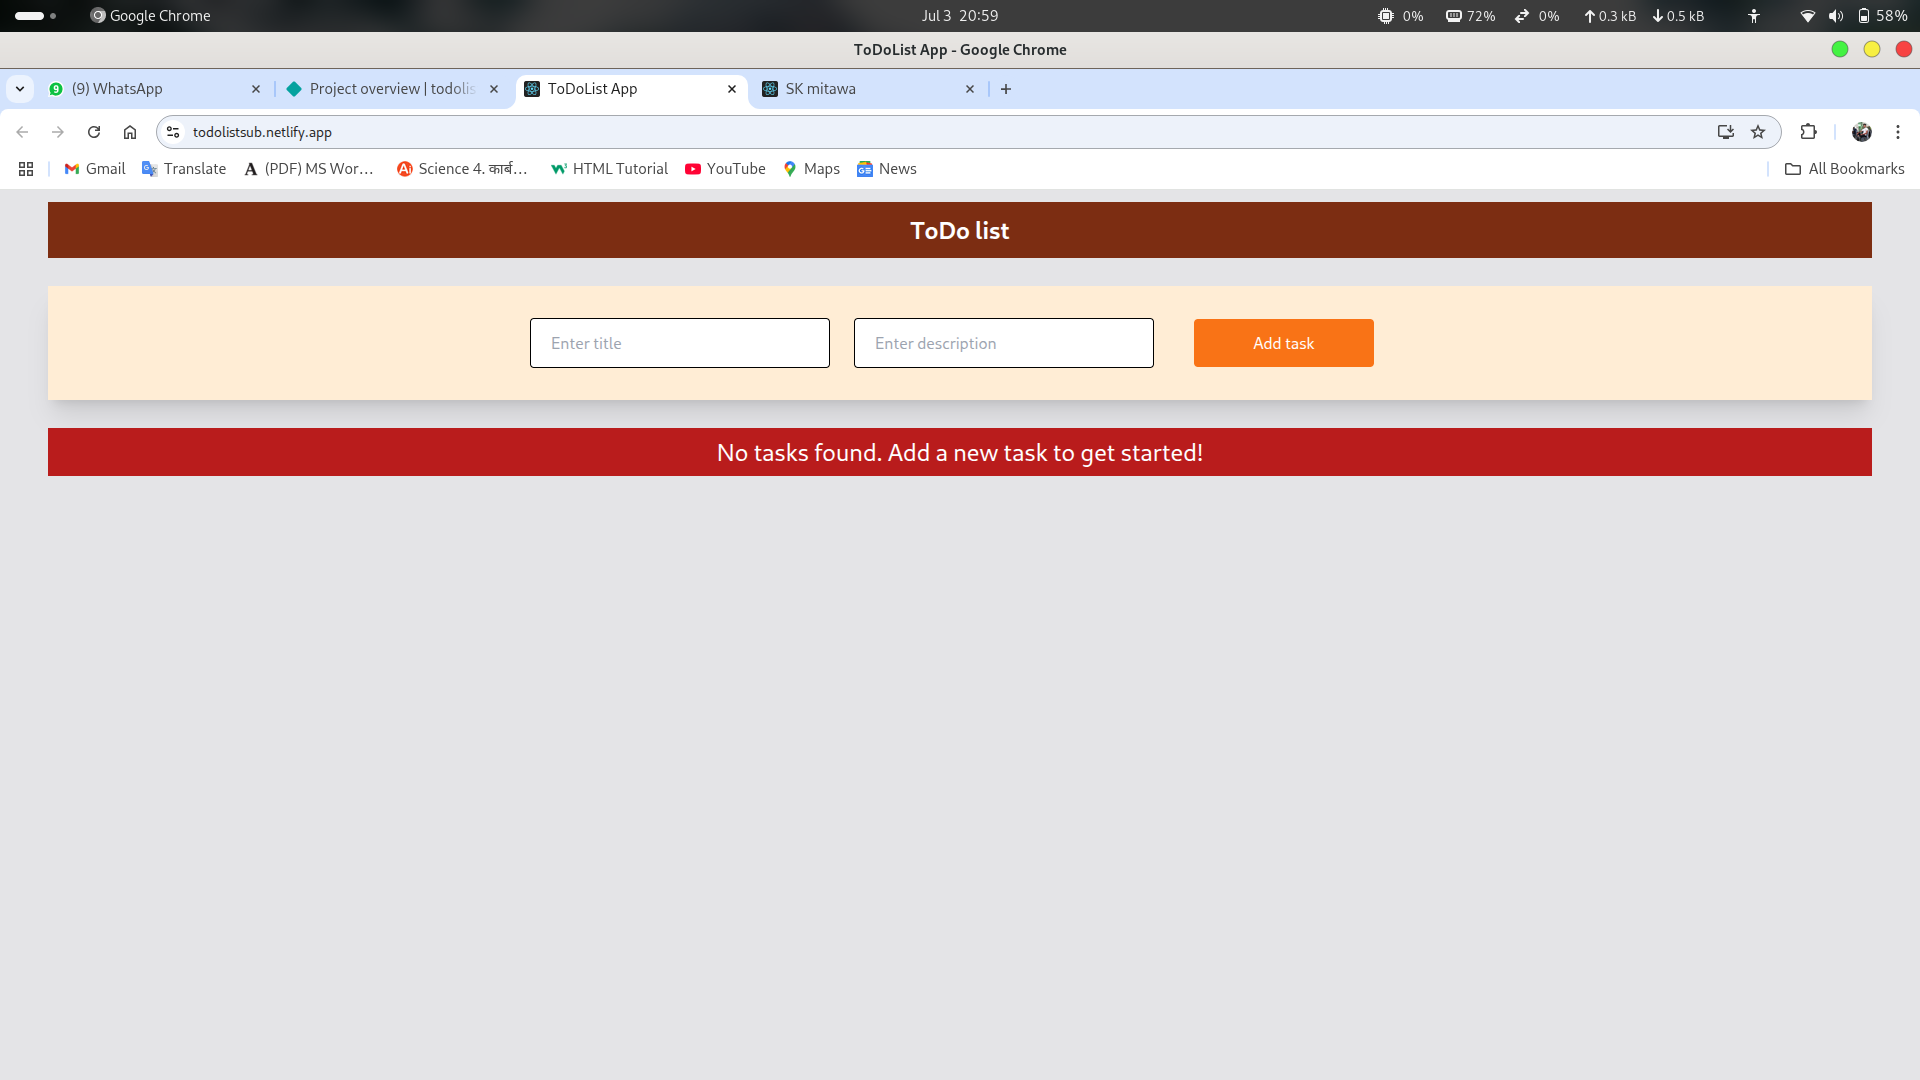 Google Chrome
Jul 3 20:59
0%
72%
0%
0.3 kB
0.5 kB
58%
ToDoList App - Google Chrome
(9) WhatsApp
Project overview | todolis
ToDoList App
SK mitawa
todolistsub.netlify.app
Gmail
Translate
(PDF) MS Wor...
Science 4. कार्ब...
HTML Tutorial
YouTube
Maps
News
All Bookmarks
ToDo list
Enter title
Enter description
Add task
No tasks found. Add a new task to get started!